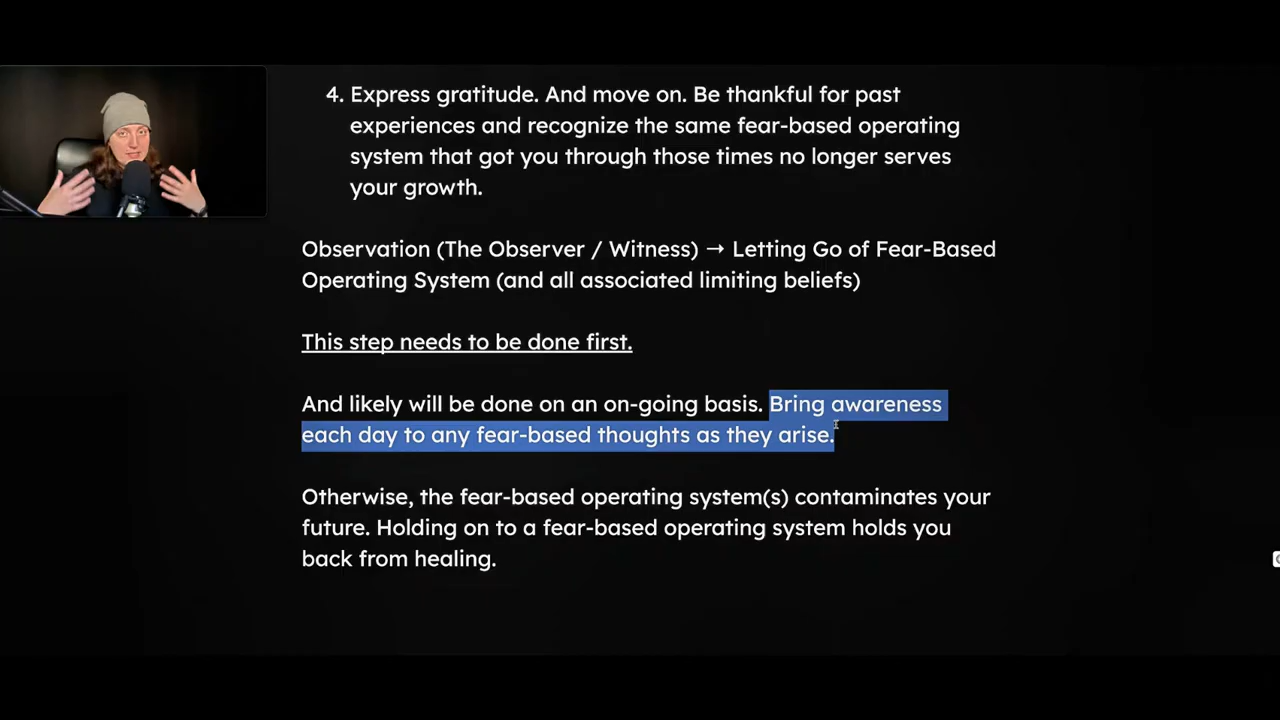 4. Express gratitude. And move on. Be thankful for past
experiences and recognize the same fear-based operating
system that got you through those times no longer serves
your growth.
Observation (The Observer / Witness) → Letting Go of Fear-Based
Operating System (and all associated limiting beliefs)
This step needs to be done first.
And likely will be done on an on-going basis. Bring awareness
each day to any fear-based thoughts as they arise.
Otherwise, the fear-based operating system(s) contaminates your
future. Holding on to a fear-based operating system holds you
back from healing.